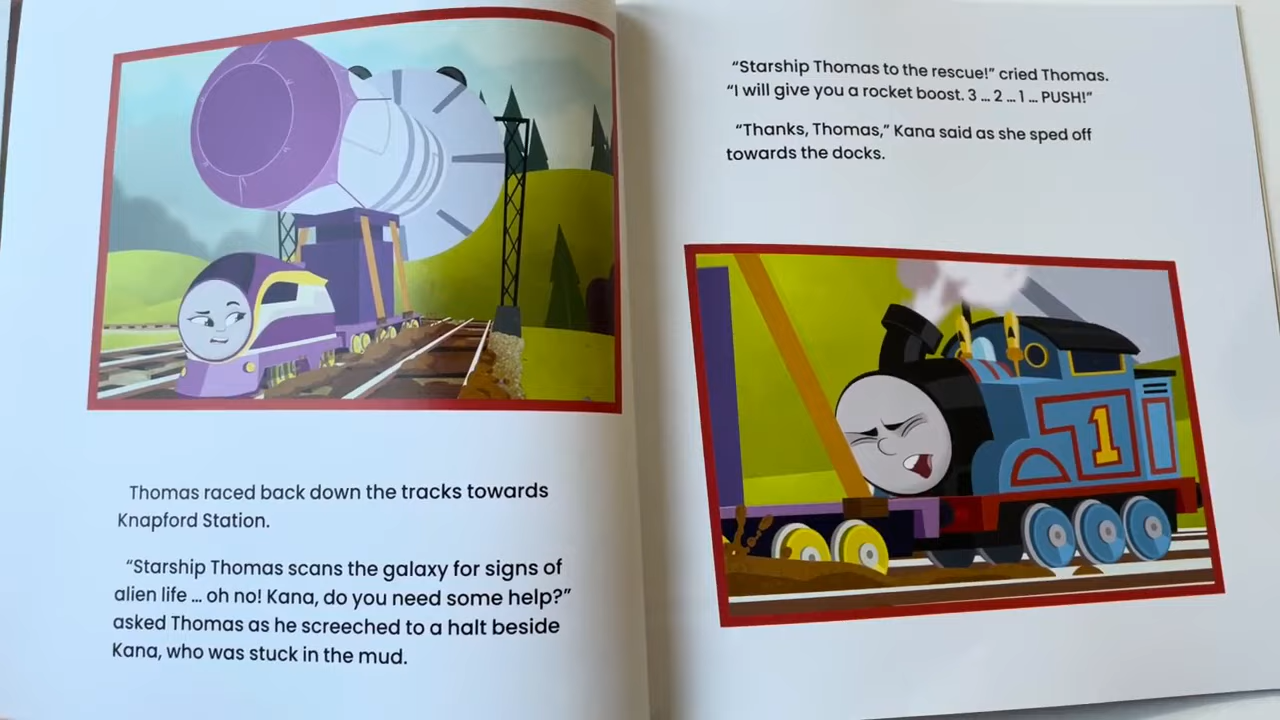 Thomas raced back down the tracks towards
Knapford Station.
“Starship Thomas scans the galaxy for signs of
alien life ... oh no! Kana, do you need some help?”
asked Thomas as he screeched to a halt beside
Kana, who was stuck in the mud.
“Starship Thomas to the rescue!” cried Thomas.
“I will give you a rocket boost. 3 ... 2 ... 1 ... PUSH!”
“Thanks, Thomas,” Kana said as she sped off
towards the docks.
1